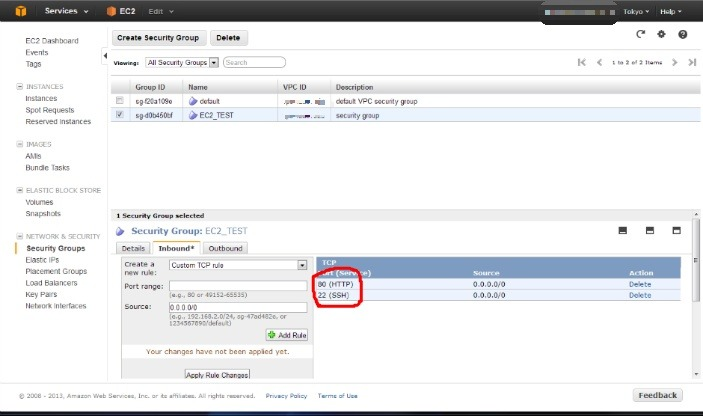 Services
EC2
Edit
Tokyo
Help
EC2 Dashboard
Events
Tags
INSTANCES
Instances
Spot Requests
Reserved Instances
IMAGES
AMIs
Bundle Tasks
ELASTIC BLOCK STORE
Volumes
Snapshots
NETWORK & SECURITY
Security Groups
Elastic IPs
Placement Groups
Load Balancers
Key Pairs
Network Interfaces
Create Security Group Delete
Viewing: All Security Groups Search
1 to 2 of 2 Items
Group ID Name VPC ID Description
sg-f20a109e default default VPC security group
sg-d0b450bf EC2_TEST security group
1 Security Group selected
Security Group: EC2_TEST
Details Inbound* Outbound
Create a new rule: Custom TCP rule
Port range:
(e.g., 80 or 49152-65535)
Source: 0.0.0.0/0
(e.g., 192.168.2.0/24, sg-47ad482e, or
1234567890/default)
Add Rule
Your changes have not been applied yet.
Apply Rule Changes
TCP
Port (Service) Source Action
80 (HTTP) 0.0.0.0/0 Delete
22 (SSH) 0.0.0.0/0 Delete
© 2008 - 2013, Amazon Web Services, Inc. or its affiliates. All rights reserved. Privacy Policy Terms of Use
Feedback